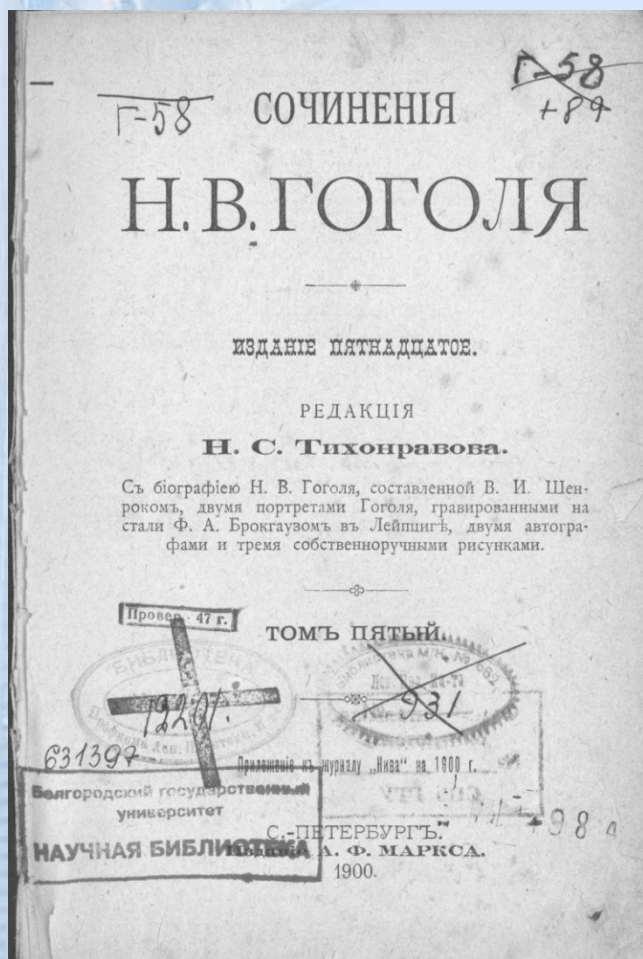 Г-58
Г-58
+89
СОЧИНЕНІЯ
Н. В. ГОГОЛЯ
ИЗДАНІЕ ПЯТНАДЦАТОЕ.
РЕДАКЦІЯ
Н. С. Тихонравова.
Съ біографіею Н. В. Гоголя, составленной В. И. Шен-
рокомъ, двумя портретами Гоголя, гравированными на
стали Ф. А. Брокгаузомъ въ Лейпцигѣ, двумя автогра-
фами и тремя собственноручными рисунками.
Провер. 47 г.
ТОМЪ ПЯТЫЙ.
БИБЛИОТЕКА
931
631397
Приложеніе къ журналу „Нива“ на 1900 г.
Белгородский государственный
университет
НАУЧНАЯ БИБЛИОТЕКА
С.-ПЕТЕРБУРГЪ.
Изданіе А. Ф. МАРКСА.
1900.